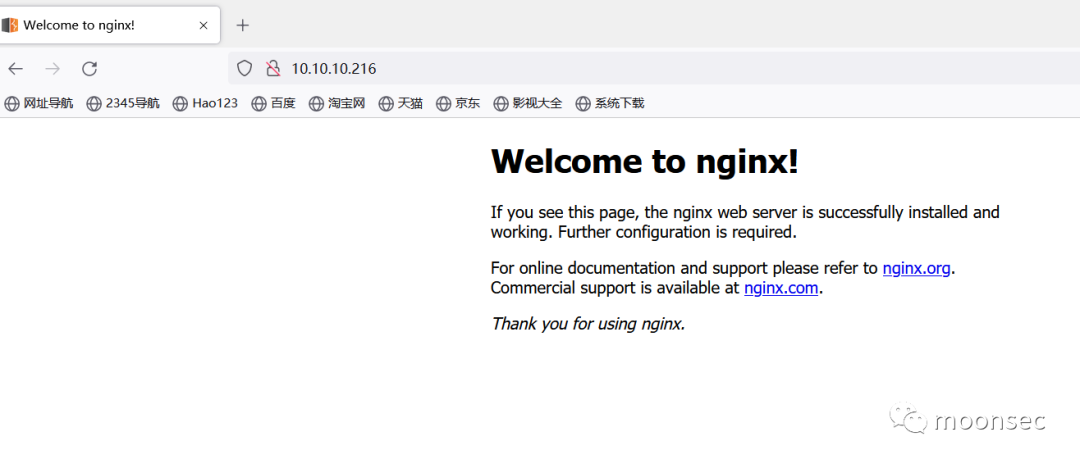 Welcome to nginx!
10.10.10.216
网址导航 2345导航 Hao123 百度 淘宝网 天猫 京东 影视大全 系统下载
Welcome to nginx!
If you see this page, the nginx web server is successfully installed and
working. Further configuration is required.
For online documentation and support please refer to nginx.org.
Commercial support is available at nginx.com.
Thank you for using nginx.
moonsec